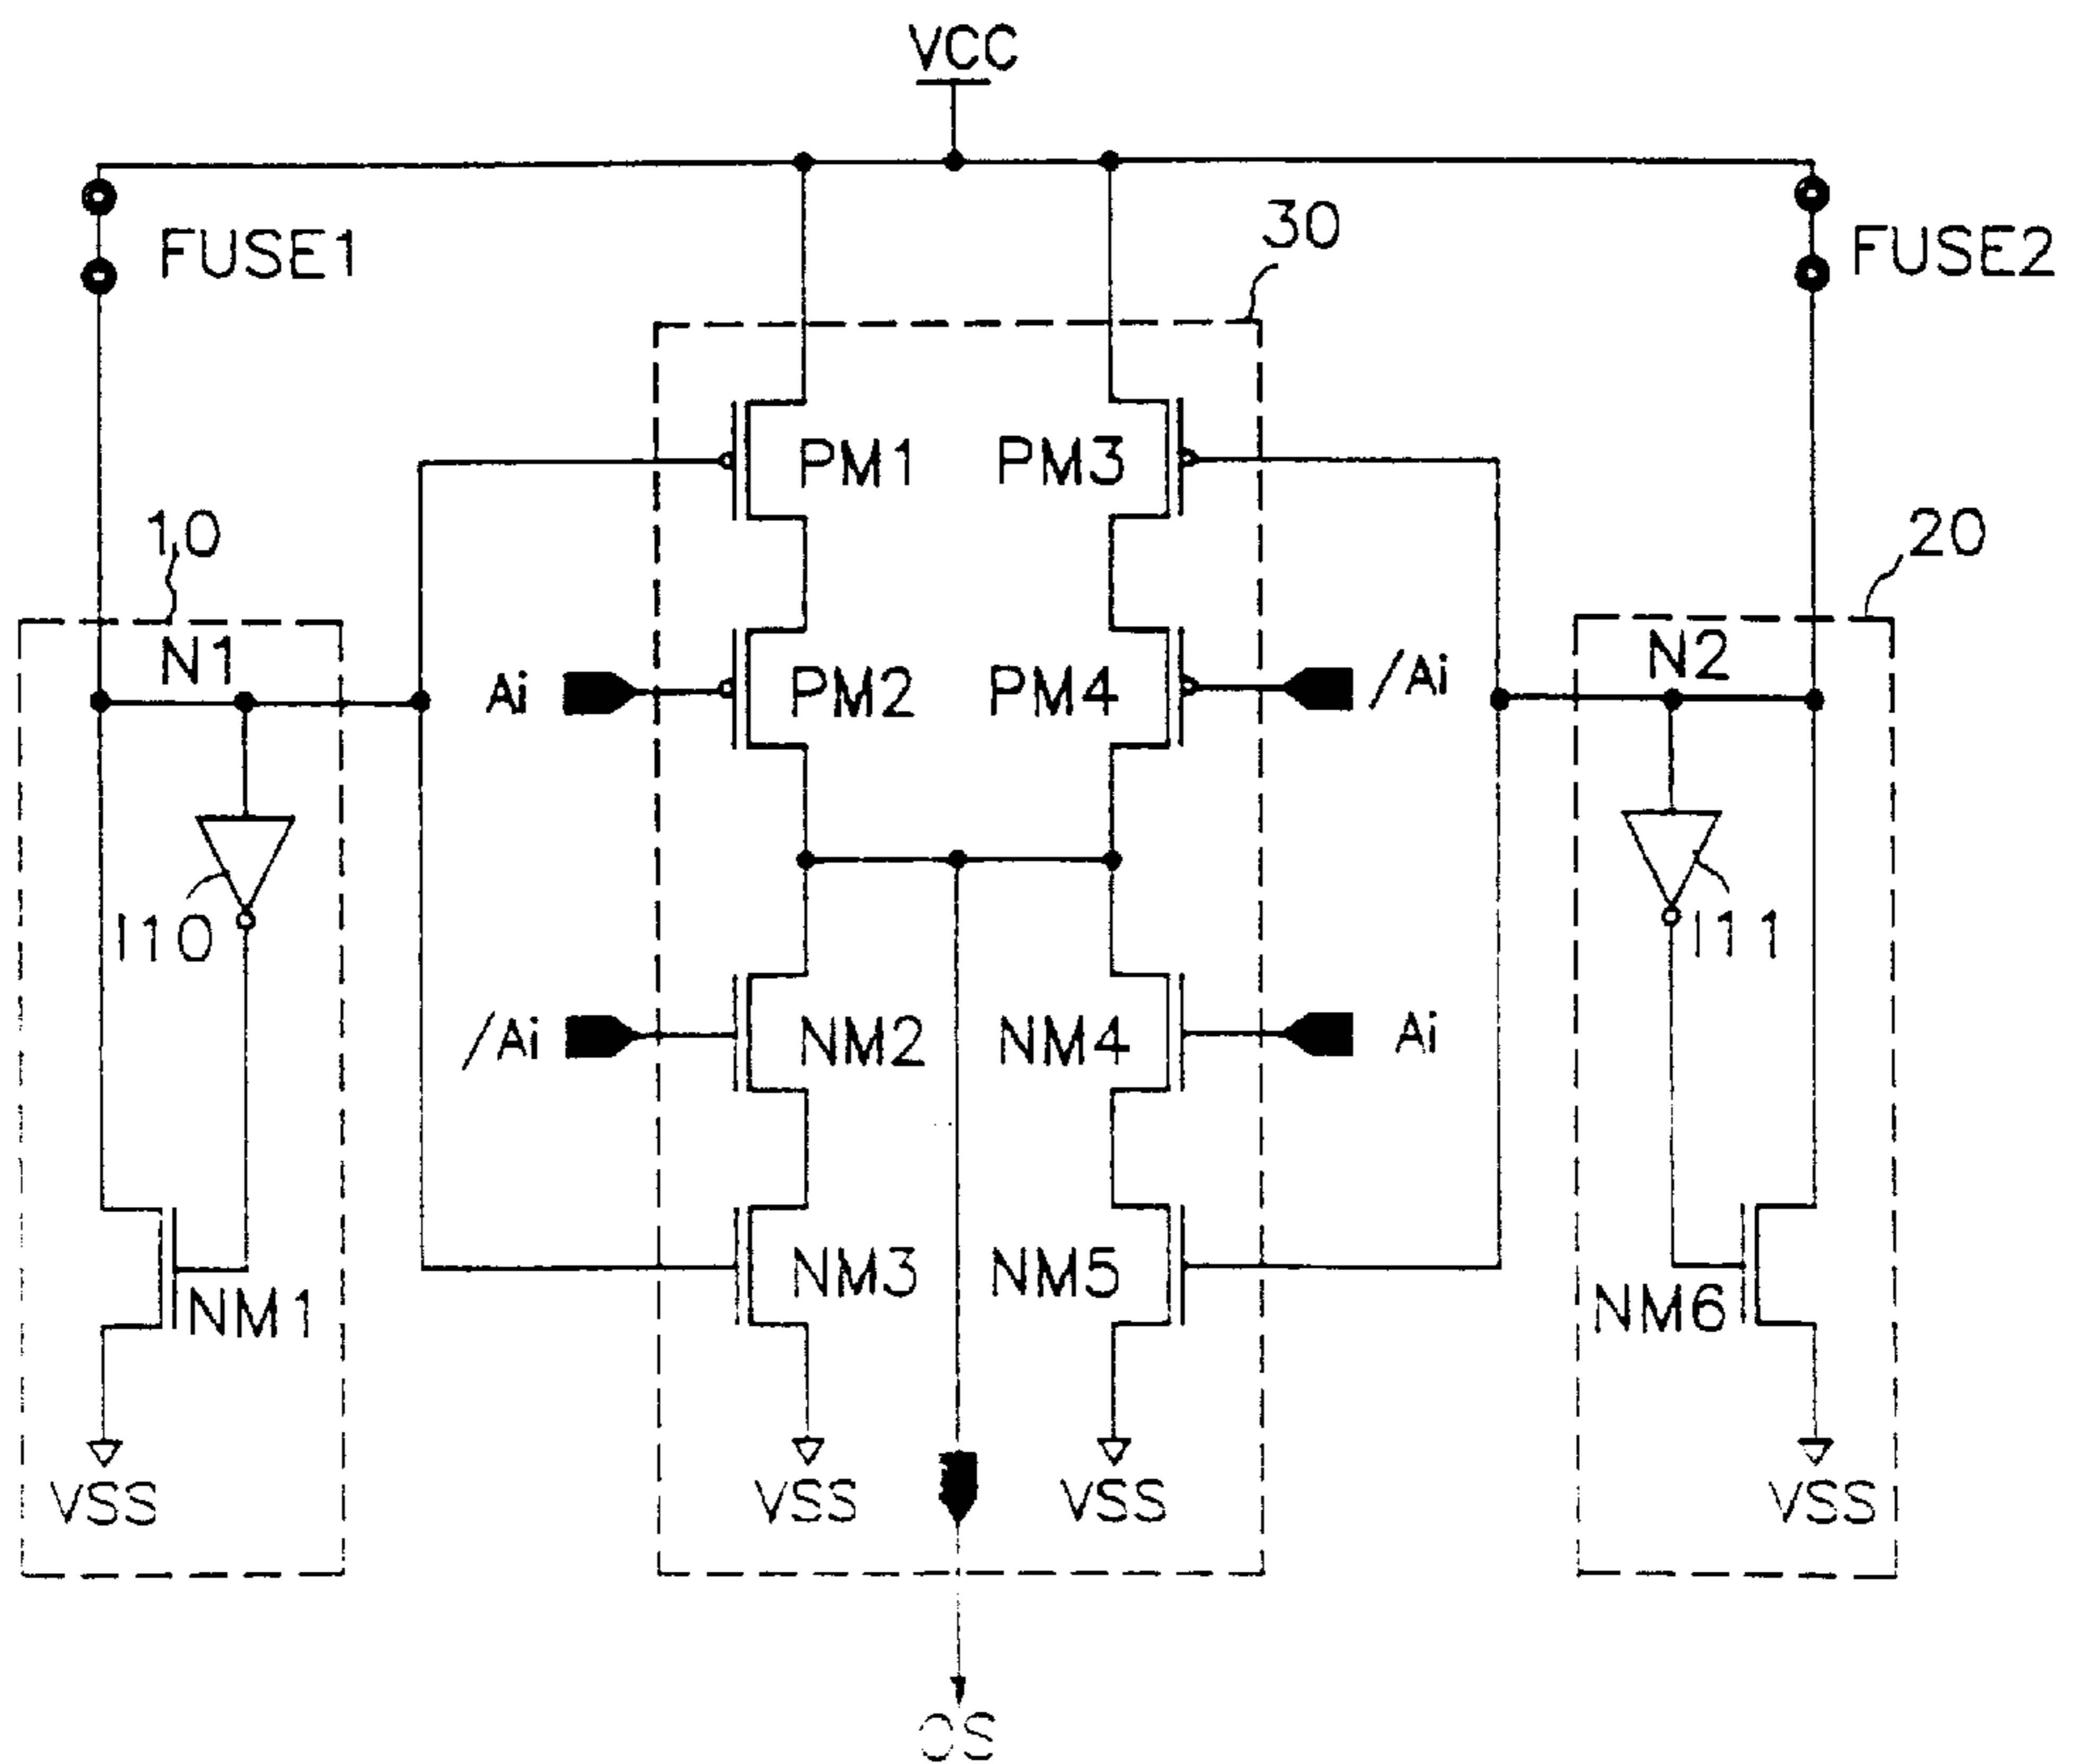 VCC
FUSE1
30
FUSE2
PM1
PM3
10
20
N1
N2
Ai
PM2
PM4
/Ai
I10
I11
/Ai
NM2
NM4
Ai
NM3
NM5
NM1
NM6
VSS
VSS
VSS
VSS
OS